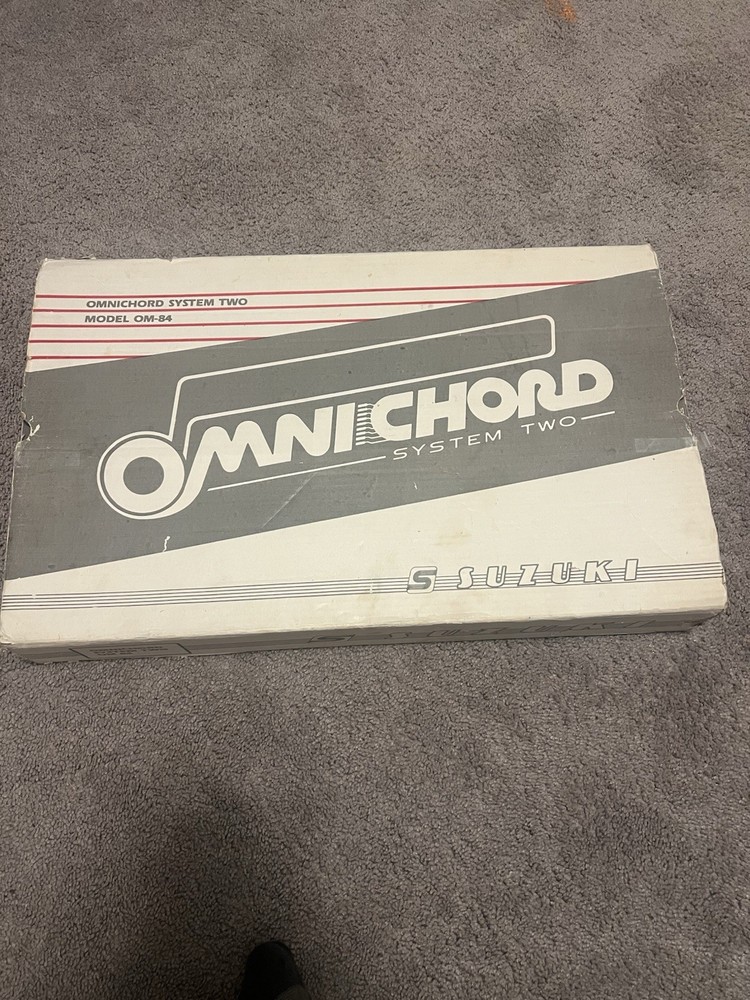 OMNICHORD SYSTEM TWO
MODEL OM-84
OMNICHORD
SYSTEM TWO
S SUZUKI